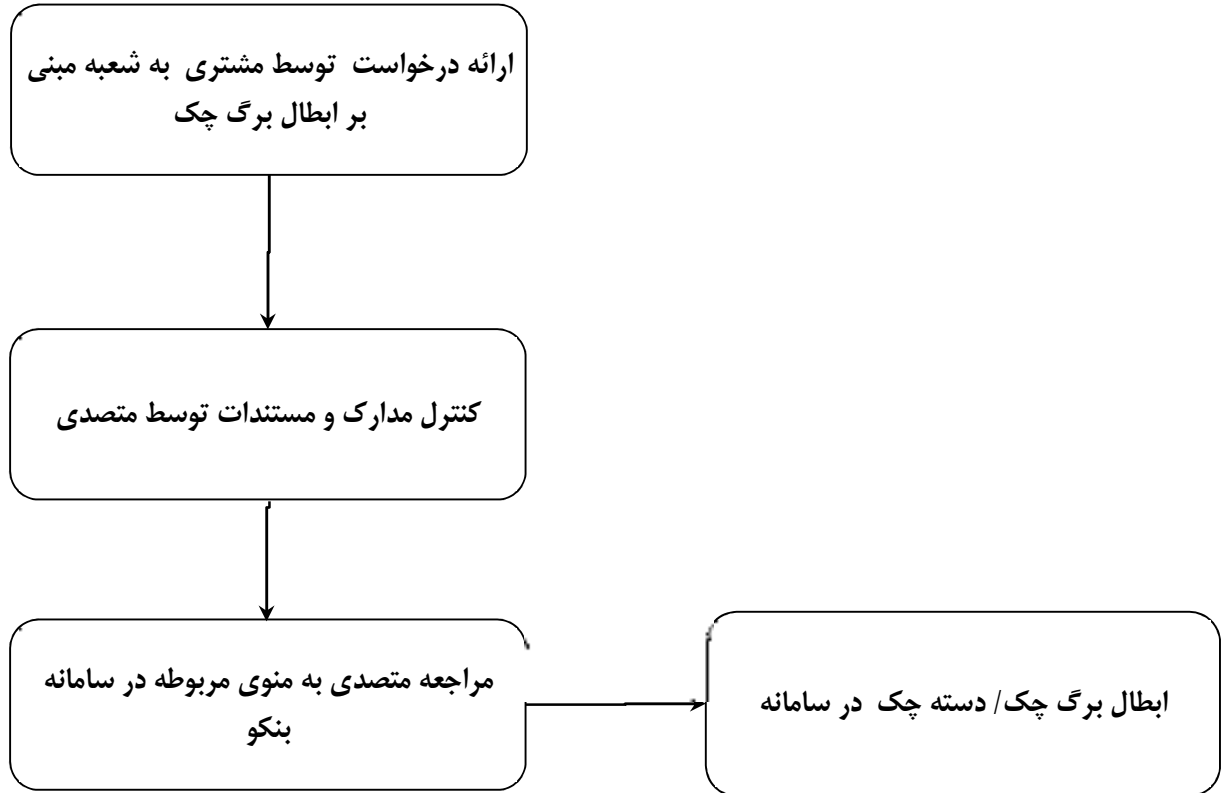 ارائه درخواست توسط مشتری به شعبه مبنی
بر ابطال برگ چک
کنترل مدارک و مستندات توسط متصدی
مراجعه متصدی به منوی مربوطه در سامانه
بنکو
ابطال برگ چک/ دسته چک در سامانه